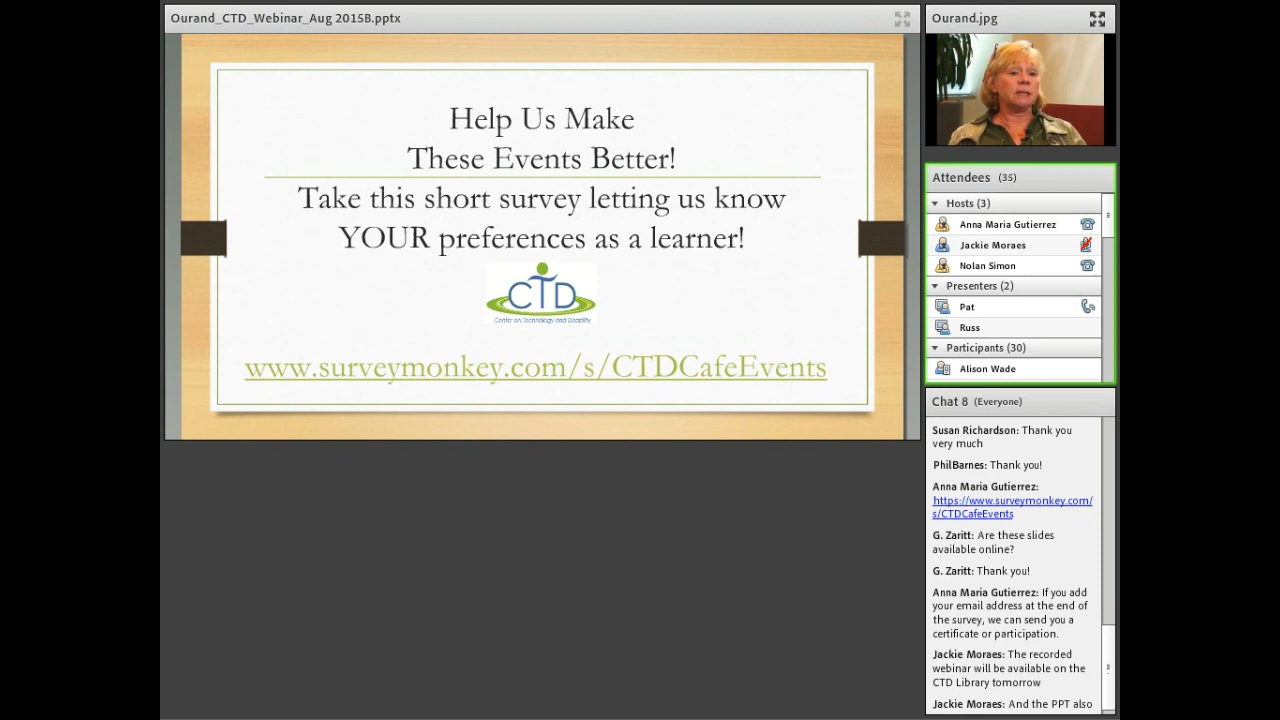 Ourand_CTD_Webinar_Aug 2015B.pptx
Help Us Make
These Events Better!
Take this short survey letting us know
YOUR preferences as a learner!
CTD
Center on Technology and Disability
www.surveymonkey.com/s/CTDCafeEvents
Ourand.jpg
Attendees (35)
Hosts (3)
Anna Maria Gutierrez
Jackie Moraes
Nolan Simon
Presenters (2)
Pat
Russ
Participants (30)
Alison Wade
Chat 8 (Everyone)
Susan Richardson: Thank you
very much
PhilBarnes: Thank you!
Anna Maria Gutierrez:
https://www.surveymonkey.com/
s/CTDCafeEvents
G. Zaritt: Are these slides
available online?
G. Zaritt: Thank you!
Anna Maria Gutierrez: If you add
your email address at the end of
the survey, we can send you a
certificate or participation.
Jackie Moraes: The recorded
webinar will be available on the
CTD Library tomorrow
Jackie Moraes: And the PPT also